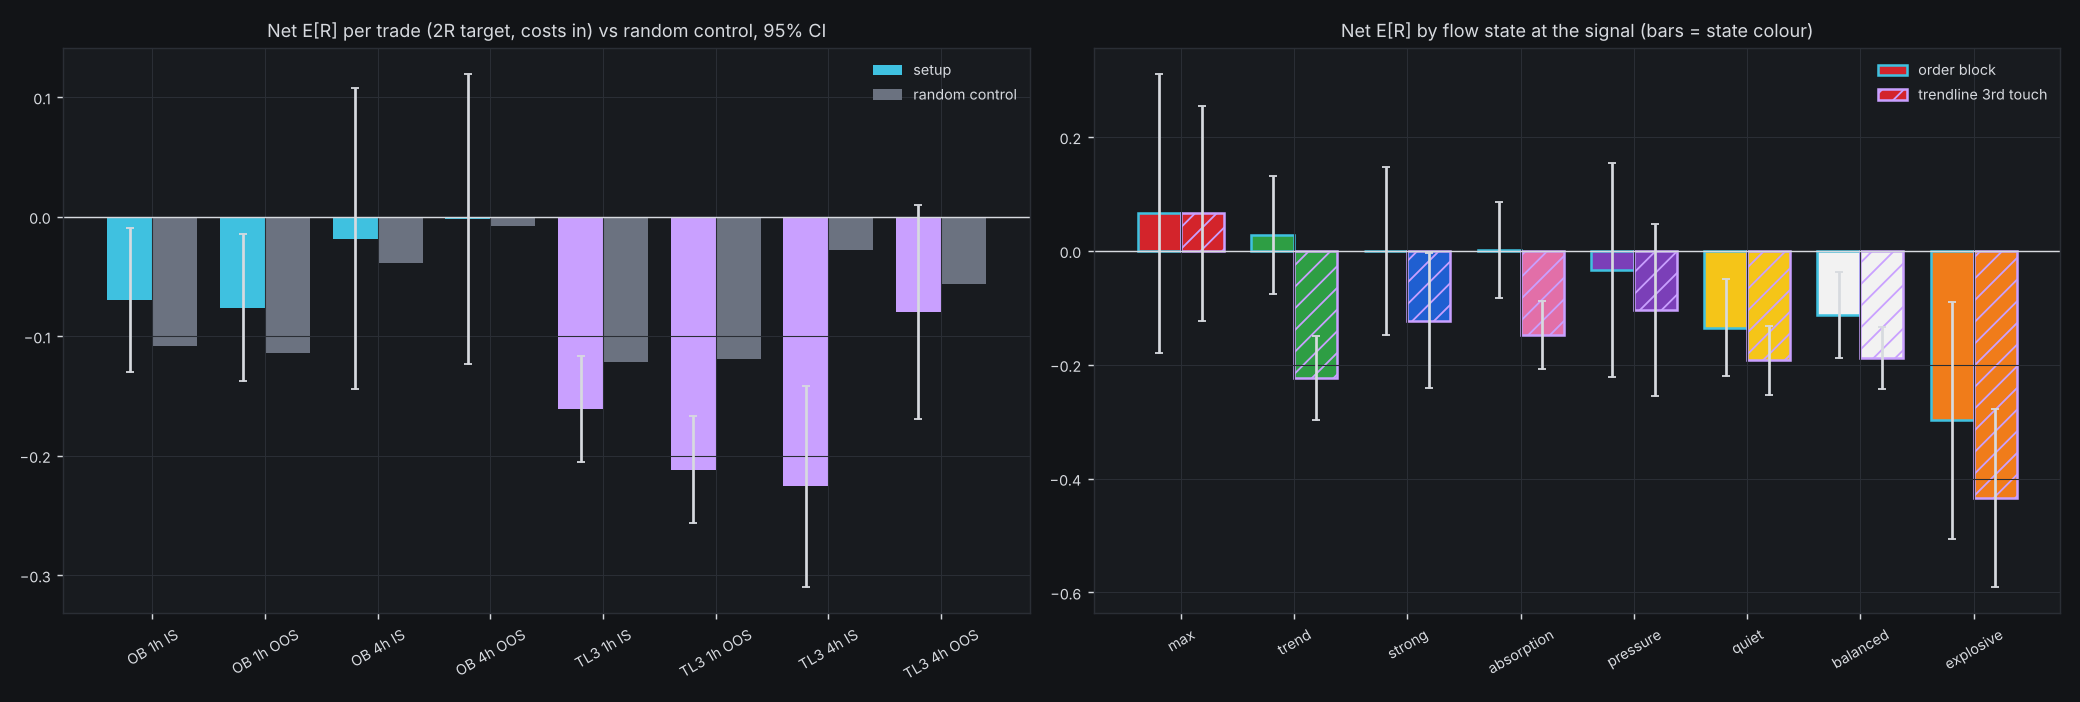 Net E[R] per trade (2R target, costs in) vs random control, 95% CI
setup
random control
0.1
0.0
−0.1
−0.2
−0.3
OB 1h IS
OB 1h OOS
OB 4h IS
OB 4h OOS
TL3 1h IS
TL3 1h OOS
TL3 4h IS
TL3 4h OOS
Net E[R] by flow state at the signal (bars = state colour)
order block
trendline 3rd touch
0.2
0.0
−0.2
−0.4
−0.6
max
trend
strong
absorption
pressure
quiet
balanced
explosive